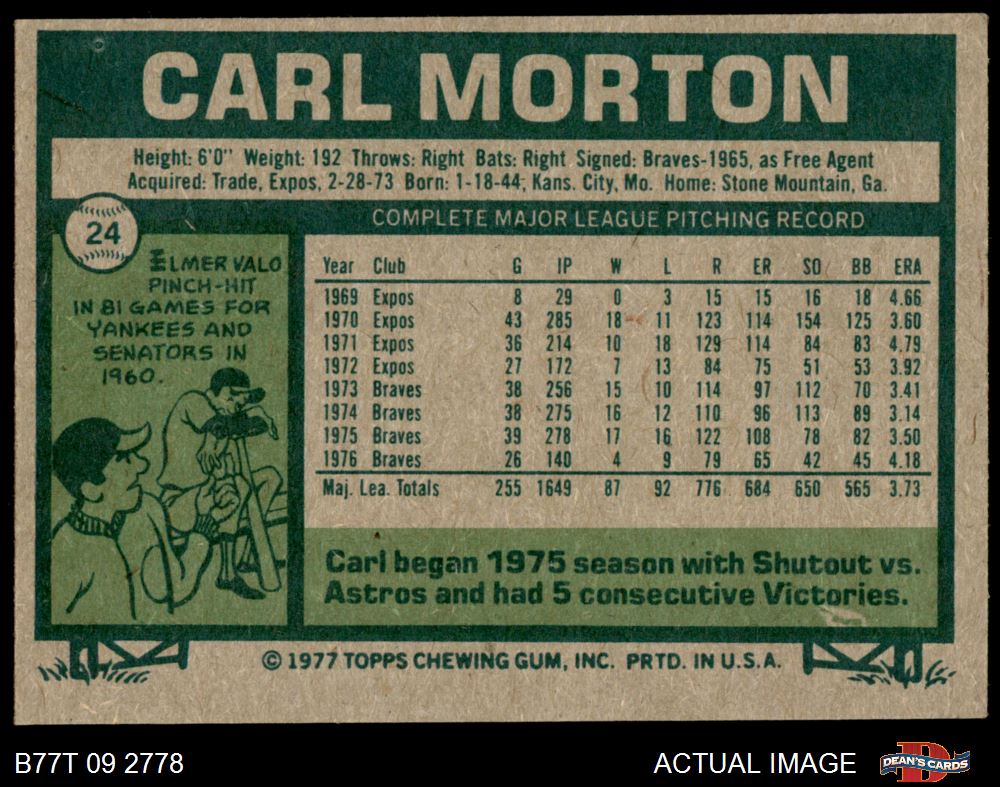 CARL MORTON
Height: 6'0" Weight: 192 Throws: Right Bats: Right Signed: Braves-1965, as Free Agent
Acquired: Trade, Expos, 2-28-73 Born: 1-18-44, Kans. City, Mo. Home: Stone Mountain, Ga.
24
ELMER VALO
PINCH-HIT
IN 81 GAMES FOR
YANKEES AND
SENATORS IN
1960.
COMPLETE MAJOR LEAGUE PITCHING RECORD
Year Club G IP W L R ER SO BB ERA
1969 Expos 8 29 0 3 15 15 16 18 4.66
1970 Expos 43 285 18 11 123 114 154 125 3.60
1971 Expos 36 214 10 18 129 114 84 83 4.79
1972 Expos 27 172 7 13 84 75 51 53 3.92
1973 Braves 38 256 15 10 114 97 112 70 3.41
1974 Braves 38 275 16 12 110 96 113 89 3.14
1975 Braves 39 278 17 16 122 108 78 82 3.50
1976 Braves 26 140 4 9 79 65 42 45 4.18
Maj. Lea. Totals 255 1649 87 92 776 684 650 565 3.73
Carl began 1975 season with Shutout vs.
Astros and had 5 consecutive Victories.
© 1977 TOPPS CHEWING GUM, INC. PRTD. IN U.S.A.
B77T 09 2778
ACTUAL IMAGE
D
DEAN'S CARDS